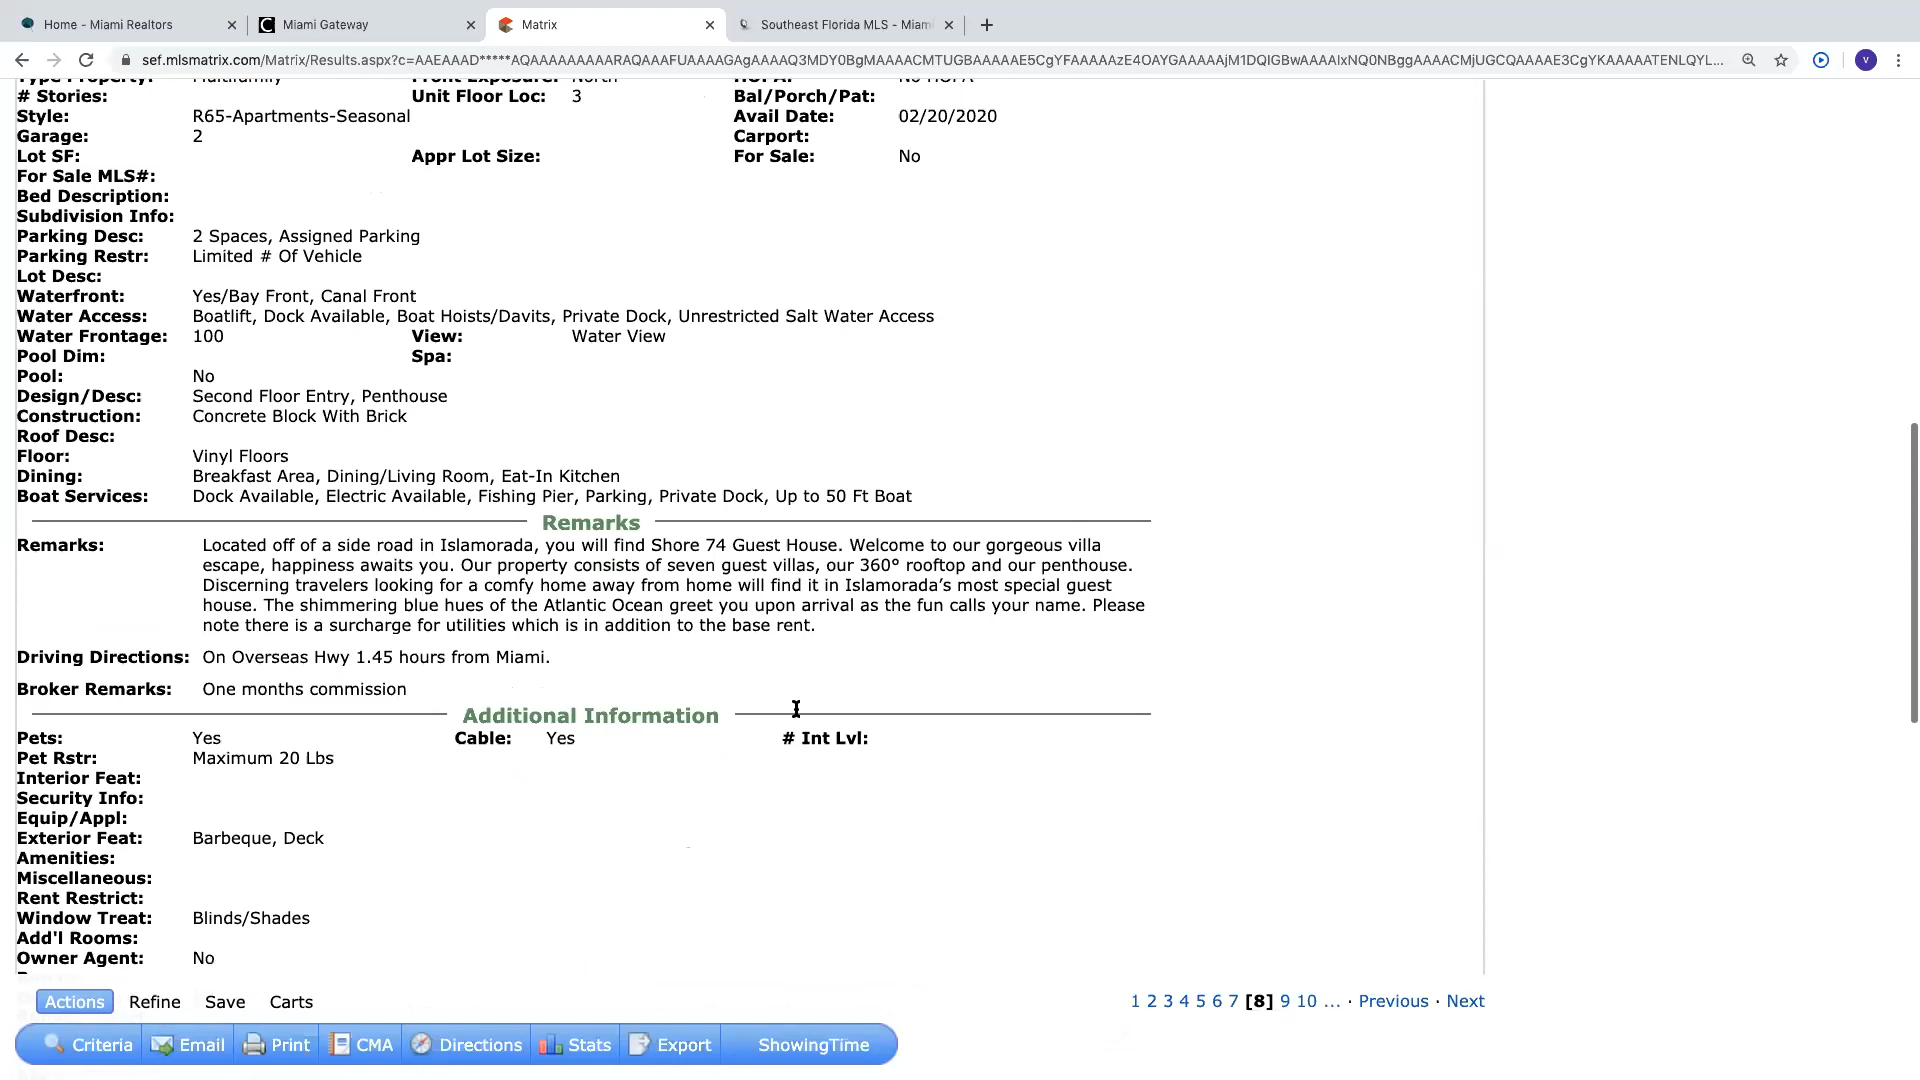 Home - Miami Realtors
Miami Gateway
Matrix
Southeast Florida MLS - Miam
sef.mlsmatrix.com/Matrix/Results.aspx?c=AAEAAAD*****AQAAAAAAAAARAQAAAFUAAAAGAgAAAAQ3MDY0BgMAAAACMTUGBAAAAAE5CgYFAAAAAzE4OAYGAAAAAjM1DQIGBwAAAAIxNQ0NBggAAAACMjUGCQAAAAE3CgYKAAAAATENLQYL...
V
Type Property: Multifamily Front Exposure: North HOPA: No HOPA
# Stories: Unit Floor Loc: 3 Bal/Porch/Pat:
Style: R65-Apartments-Seasonal Avail Date: 02/20/2020
Garage: 2 Carport:
Lot SF: Appr Lot Size: For Sale: No
For Sale MLS#:
Bed Description:
Subdivision Info:
Parking Desc: 2 Spaces, Assigned Parking
Parking Restr: Limited # Of Vehicle
Lot Desc:
Waterfront: Yes/Bay Front, Canal Front
Water Access: Boatlift, Dock Available, Boat Hoists/Davits, Private Dock, Unrestricted Salt Water Access
Water Frontage: 100 View: Water View
Pool Dim: Spa:
Pool: No
Design/Desc: Second Floor Entry, Penthouse
Construction: Concrete Block With Brick
Roof Desc:
Floor: Vinyl Floors
Dining: Breakfast Area, Dining/Living Room, Eat-In Kitchen
Boat Services: Dock Available, Electric Available, Fishing Pier, Parking, Private Dock, Up to 50 Ft Boat
Remarks
Remarks: Located off of a side road in Islamorada, you will find Shore 74 Guest House. Welcome to our gorgeous villa
escape, happiness awaits you. Our property consists of seven guest villas, our 360° rooftop and our penthouse.
Discerning travelers looking for a comfy home away from home will find it in Islamorada’s most special guest
house. The shimmering blue hues of the Atlantic Ocean greet you upon arrival as the fun calls your name. Please
note there is a surcharge for utilities which is in addition to the base rent.
Driving Directions: On Overseas Hwy 1.45 hours from Miami.
Broker Remarks: One months commission
Additional Information
Pets: Yes Cable: Yes # Int Lvl:
Pet Rstr: Maximum 20 Lbs
Interior Feat:
Security Info:
Equip/Appl:
Exterior Feat: Barbeque, Deck
Amenities:
Miscellaneous:
Rent Restrict:
Window Treat: Blinds/Shades
Add'l Rooms:
Owner Agent: No
Actions Refine Save Carts 1 2 3 4 5 6 7 [8] 9 10 ... · Previous · Next
Criteria Email Print CMA Directions Stats Export ShowingTime